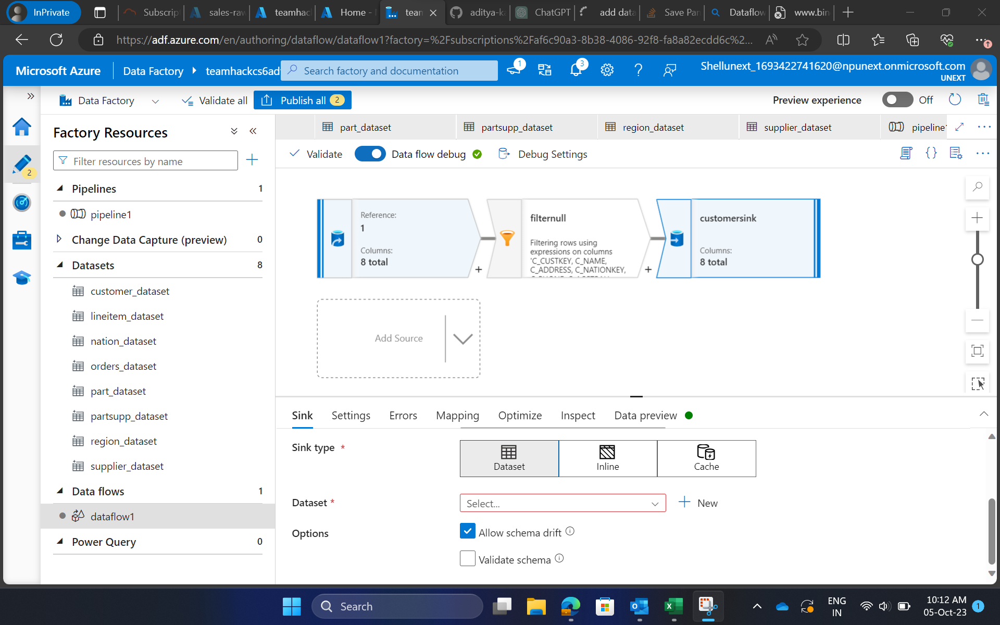 InPrivate
Subscrip
sales-rav
teamhac
Home -
team
aditya-ka
ChatGPT
add data
Save Par
Dataflow
www.bin
https://adf.azure.com/en/authoring/dataflow/dataflow1?factory=%2Fsubscriptions%2Faf6c90a3-8b38-4086-92f8-fa8a82ecdd6c%2...
Microsoft Azure
Data Factory
teamhackcs6adf
Search factory and documentation
1
3
Shellunext_1693422741620@npunext.onmicrosoft.com
UNEXT
Data Factory
Validate all
Publish all 2
Preview experience
Off
Factory Resources
Filter resources by name
2
Pipelines 1
pipeline1
Change Data Capture (preview) 0
Datasets 8
customer_dataset
lineitem_dataset
nation_dataset
orders_dataset
part_dataset
partsupp_dataset
region_dataset
supplier_dataset
Data flows 1
dataflow1
Power Query 0
part_dataset
partsupp_dataset
region_dataset
supplier_dataset
pipeline1
Validate
Data flow debug
Debug Settings
Reference:
1
Columns:
8 total
+
filternull
Filtering rows using
expressions on columns
'C_CUSTKEY, C_NAME,
C_ADDRESS, C_NATIONKEY,
+
customersink
Columns:
8 total
Add Source
Sink
Settings
Errors
Mapping
Optimize
Inspect
Data preview
Sink type *
Dataset
Inline
Cache
Dataset *
Select...
New
Options
Allow schema drift
Validate schema
Search
ENG
IN
10:12 AM
05-Oct-23
1